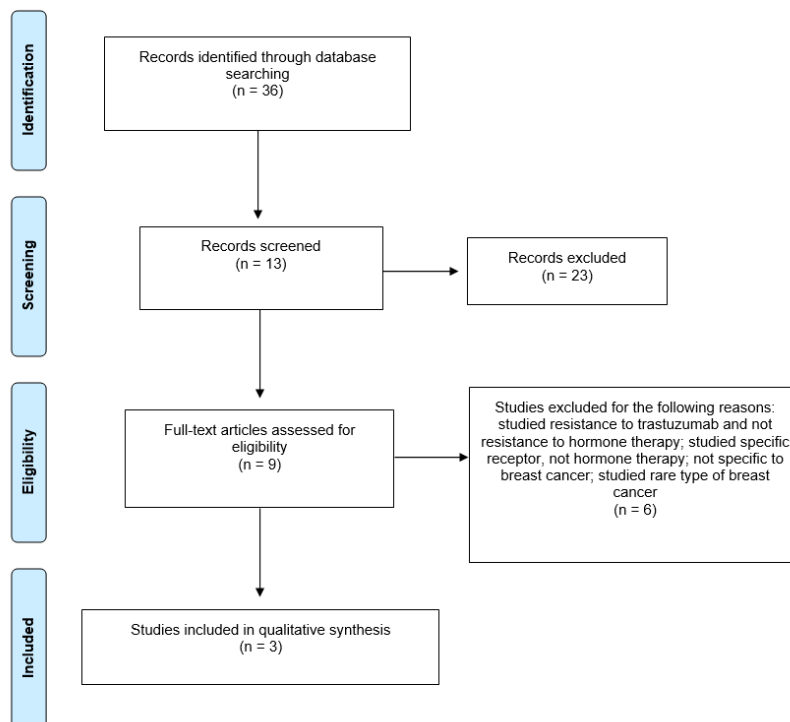 Identification
Records identified through database
searching
(n = 36)
Screening
Records screened
(n = 13)
Records excluded
(n = 23)
Eligibility
Full-text articles assessed for
eligibility
(n = 9)
Studies excluded for the following reasons:
studied resistance to trastuzumab and not
resistance to hormone therapy; studied specific
receptor, not hormone therapy; not specific to
breast cancer; studied rare type of breast
cancer
(n = 6)
Included
Studies included in qualitative synthesis
(n = 3)